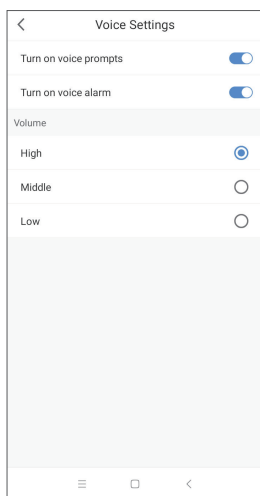 Voice Settings
Turn on voice prompts
Turn on voice alarm
Volume
High
Middle
Low